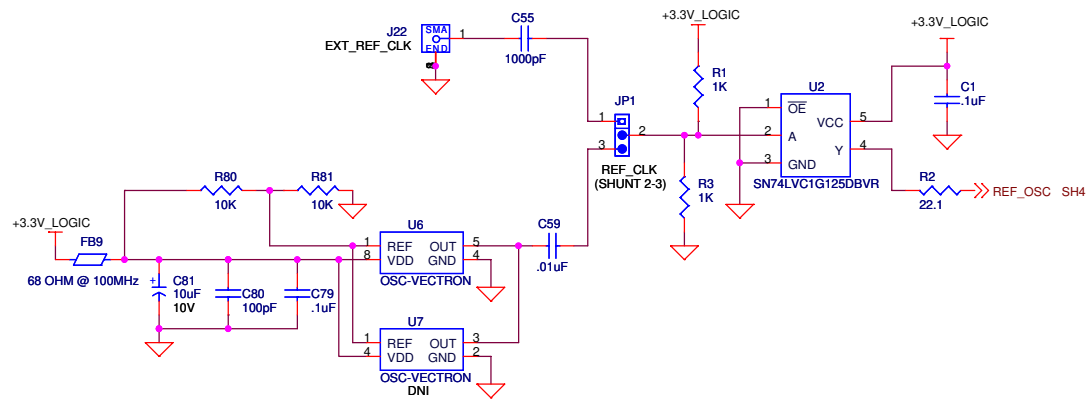 J22
SMA
END
1
EXT_REF_CLK
C55
1000pF
+3.3V_LOGIC
R1
1K
+3.3V_LOGIC
C1
.1uF
U2
1
OE
VCC
5
2
A
Y
4
3
GND
SN74LVC1G125DBVR
R2
22.1
REF_OSC SH4
JP1
1
2
3
REF_CLK
(SHUNT 2-3)
R3
1K
R80
10K
R81
10K
+3.3V_LOGIC
FB9
68 OHM @ 100MHz
+
C81
10uF
10V
C80
100pF
C79
.1uF
U6
1
REF
OUT
5
8
VDD
GND
4
OSC-VECTRON
C59
.01uF
U7
1
REF
OUT
3
4
VDD
GND
2
OSC-VECTRON
DNI